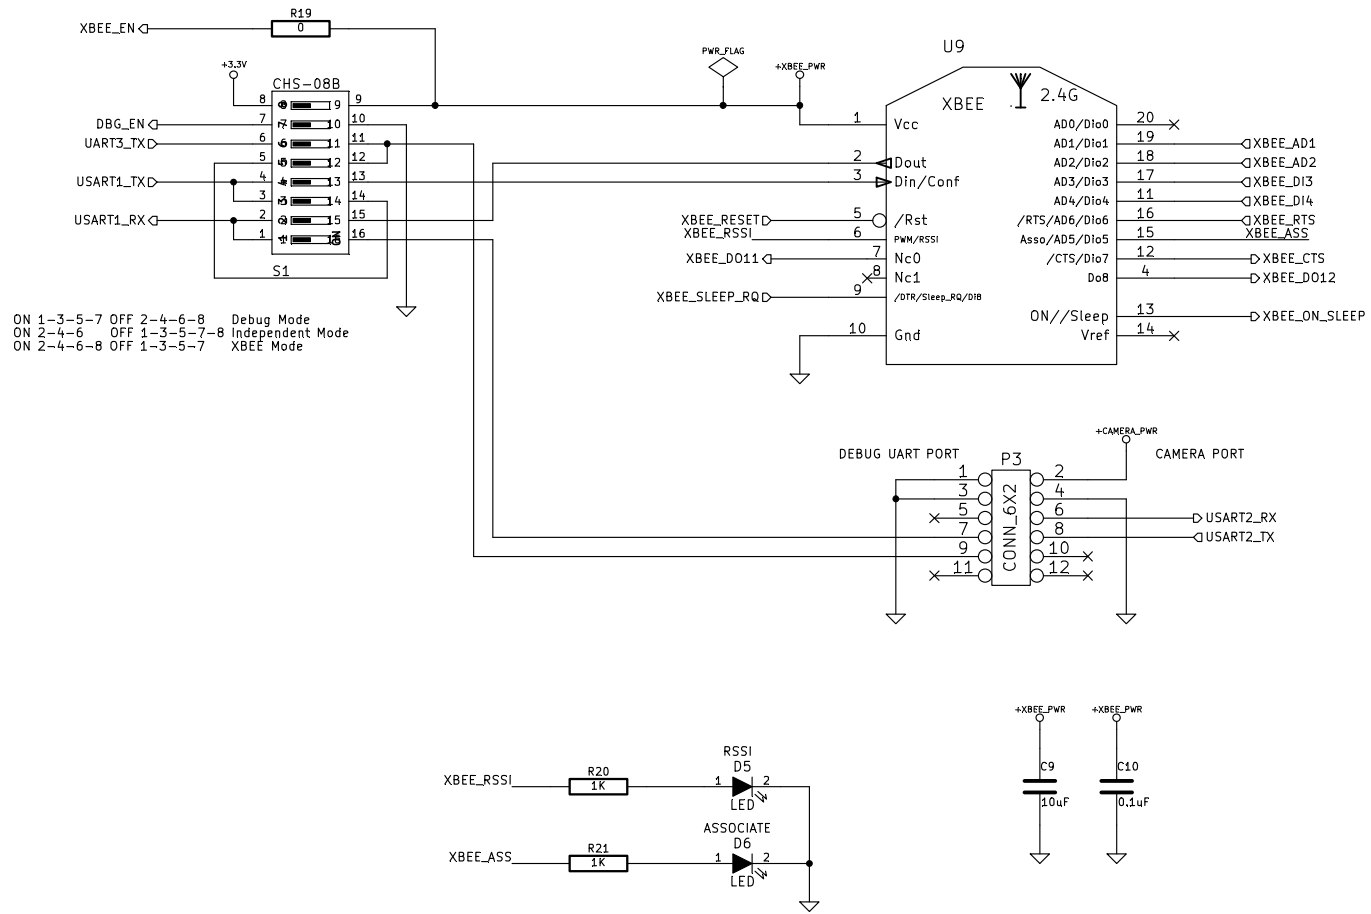 R19
XBEE_EN
0
+3.3V
CHS-08B
8 9
DBG_EN 7 10
UART3_TX 6 11
5 12
USART1_TX 4 13
3 14
USART1_RX 2 15
1 16
S1
8 9
7 10
6 11
5 12
4 13
3 14
2 15
1 16
ON
ON 1-3-5-7 OFF 2-4-6-8 Debug Mode
ON 2-4-6 OFF 1-3-5-7-8 Independent Mode
ON 2-4-6-8 OFF 1-3-5-7 XBEE Mode
PWR_FLAG
+XBEE_PWR
U9
XBEE
2.4G
1 Vcc
2 Dout
3 Din/Conf
XBEE_RESET 5 /Rst
XBEE_RSSI 6 PWM/RSSI
XBEE_DO11 7 Nc0
8 Nc1
XBEE_SLEEP_RQ 9 /DTR/Sleep_RQ/Di8
10 Gnd
AD0/Dio0 20
AD1/Dio1 19 XBEE_AD1
AD2/Dio2 18 XBEE_AD2
AD3/Dio3 17 XBEE_DI3
AD4/Dio4 11 XBEE_DI4
/RTS/AD6/Dio6 16 XBEE_RTS
Asso/AD5/Dio5 15 XBEE_ASS
/CTS/Dio7 12 XBEE_CTS
Do8 4 XBEE_DO12
ON//Sleep 13 XBEE_ON_SLEEP
Vref 14
+CAMERA_PWR
DEBUG UART PORT
P3
CAMERA PORT
CONN_6X2
1 2
3 4
5 6 USART2_RX
7 8 USART2_TX
9 10
11 12
RSSI
D5
XBEE_RSSI R20 1K 1 2
LED
ASSOCIATE
D6
XBEE_ASS R21 1K 1 2
LED
+XBEE_PWR +XBEE_PWR
C9 C10
10uF 0.1uF